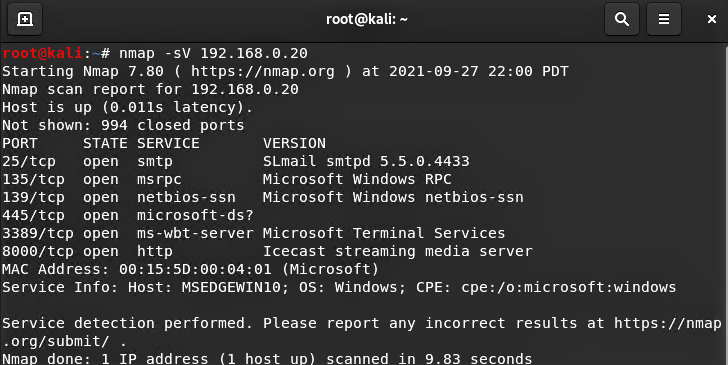 root@kali: ~
root@kali:~# nmap -sV 192.168.0.20
Starting Nmap 7.80 ( https://nmap.org ) at 2021-09-27 22:00 PDT
Nmap scan report for 192.168.0.20
Host is up (0.011s latency).
Not shown: 994 closed ports
PORT     STATE SERVICE       VERSION
25/tcp   open  smtp          SLmail smtpd 5.5.0.4433
135/tcp  open  msrpc         Microsoft Windows RPC
139/tcp  open  netbios-ssn   Microsoft Windows netbios-ssn
445/tcp  open  microsoft-ds?
3389/tcp open  ms-wbt-server Microsoft Terminal Services
8000/tcp open  http          Icecast streaming media server
MAC Address: 00:15:5D:00:04:01 (Microsoft)
Service Info: Host: MSEDGEWIN10; OS: Windows; CPE: cpe:/o:microsoft:windows
Service detection performed. Please report any incorrect results at https://nmap
.org/submit/ .
Nmap done: 1 IP address (1 host up) scanned in 9.83 seconds